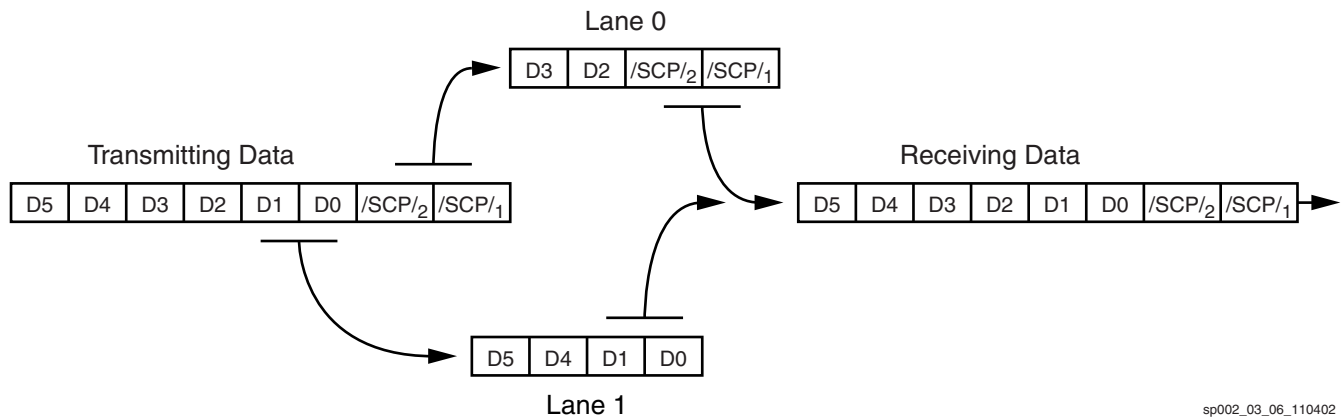 Lane 0
D3 D2 /SCP/2 /SCP/1
Transmitting Data
D5 D4 D3 D2 D1 D0 /SCP/2 /SCP/1
Receiving Data
D5 D4 D3 D2 D1 D0 /SCP/2 /SCP/1
D5 D4 D1 D0
Lane 1
sp002_03_06_110402